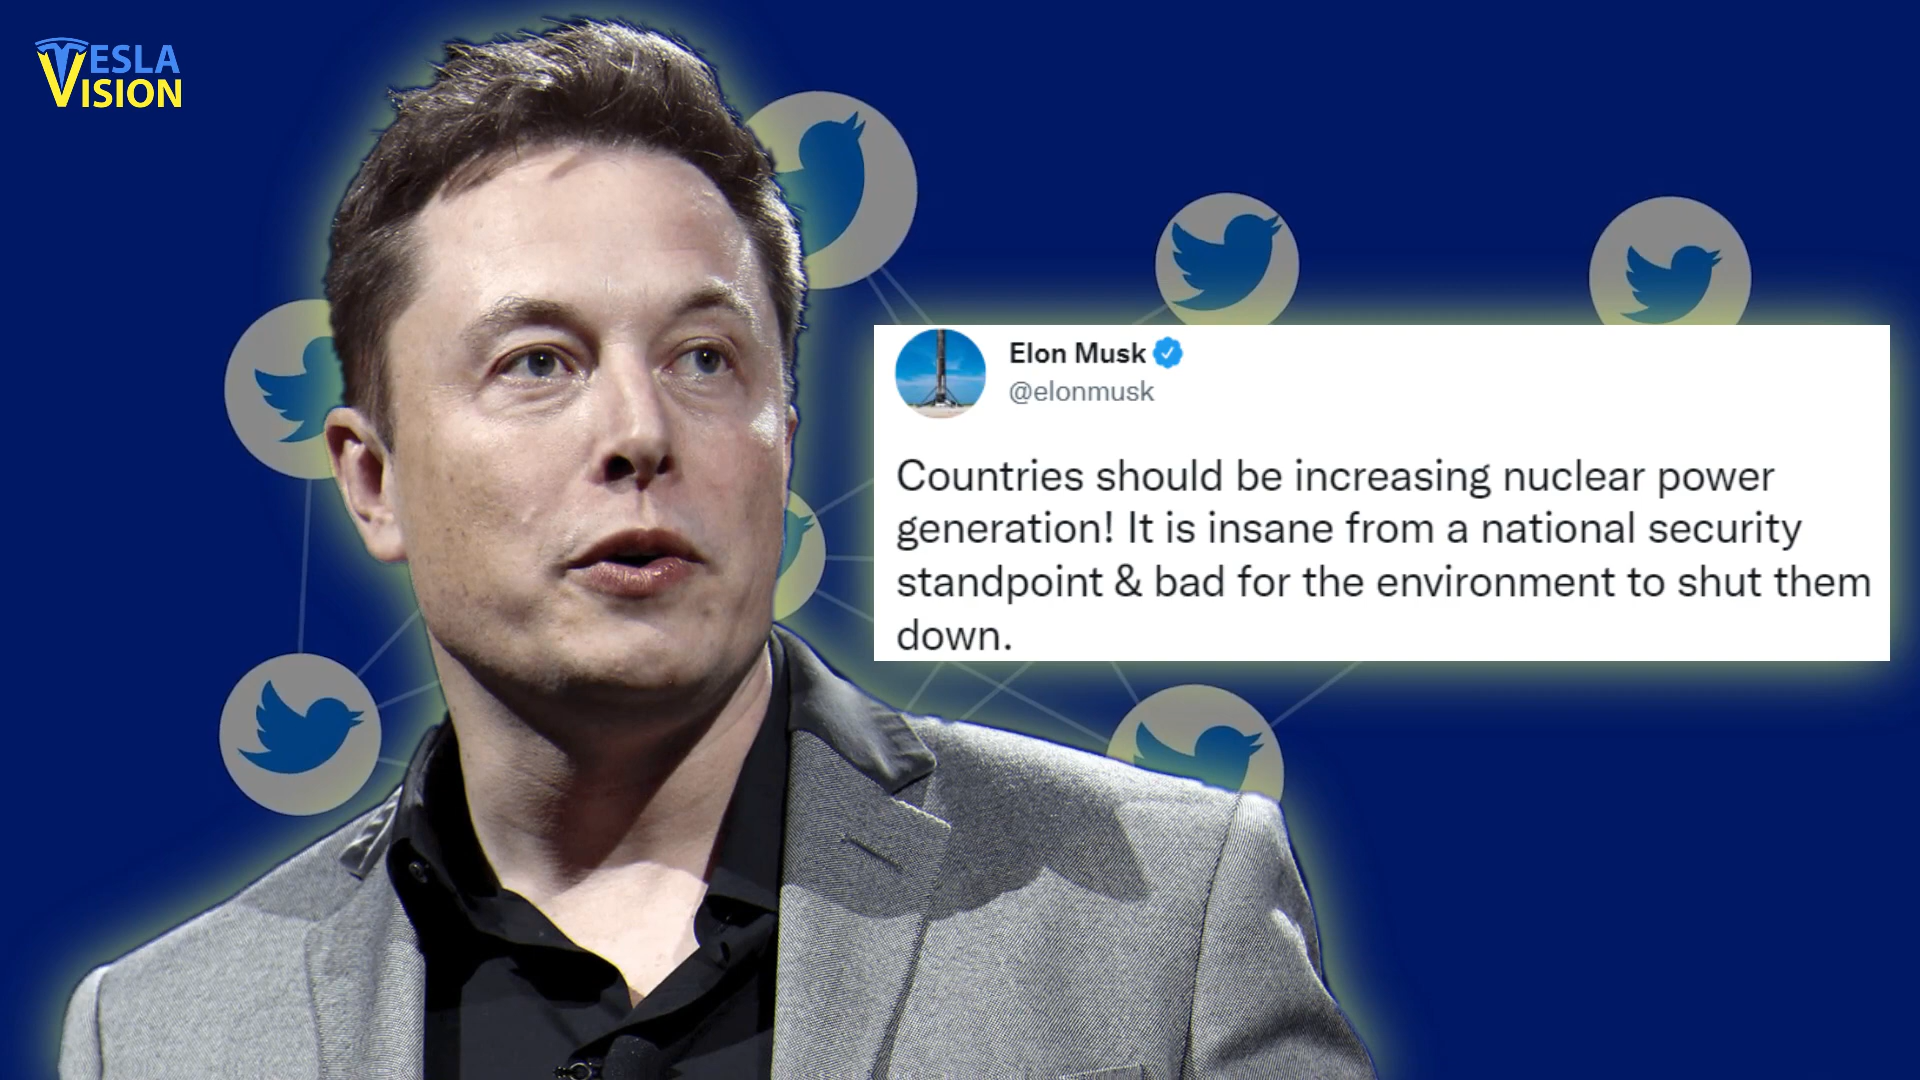 TESLA
VISION
Elon Musk
@elonmusk
Countries should be increasing nuclear power
generation! It is insane from a national security
standpoint & bad for the environment to shut them
down.